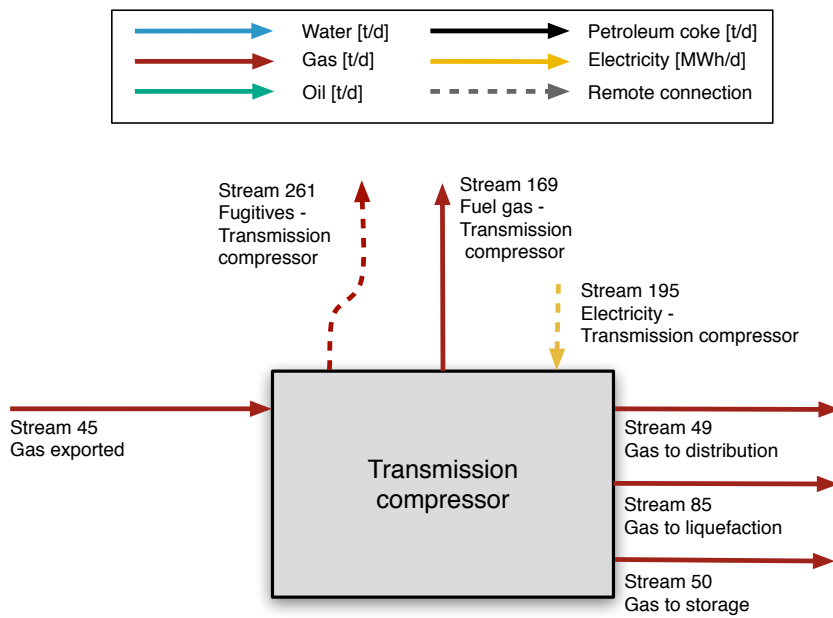 Water [t/d]
Gas [t/d]
Oil [t/d]
Petroleum coke [t/d]
Electricity [MWh/d]
Remote connection
Stream 261
Fugitives -
Transmission
compressor
Stream 169
Fuel gas -
Transmission
compressor
Stream 195
Electricity -
Transmission compressor
Stream 45
Gas exported
Transmission
compressor
Stream 49
Gas to distribution
Stream 85
Gas to liquefaction
Stream 50
Gas to storage